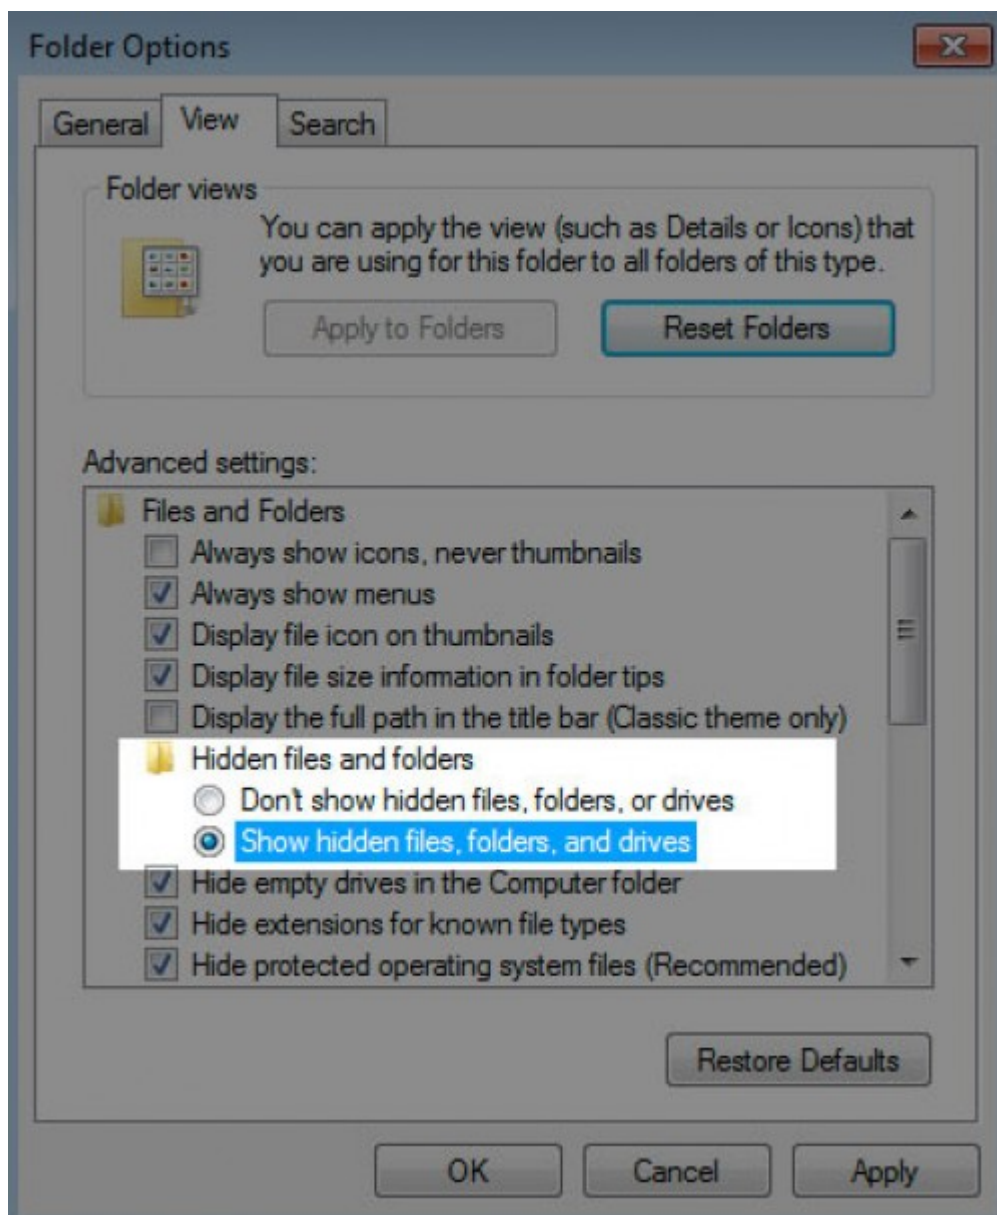 Folder Options
General View Search
Folder views
You can apply the view (such as Details or Icons) that
you are using for this folder to all folders of this type.
Apply to Folders Reset Folders
Advanced settings:
Files and Folders
Always show icons, never thumbnails
Always show menus
Display file icon on thumbnails
Display file size information in folder tips
Display the full path in the title bar (Classic theme only)
Hidden files and folders
Don't show hidden files, folders, or drives
Show hidden files, folders, and drives
Hide empty drives in the Computer folder
Hide extensions for known file types
Hide protected operating system files (Recommended)
Restore Defaults
OK Cancel Apply